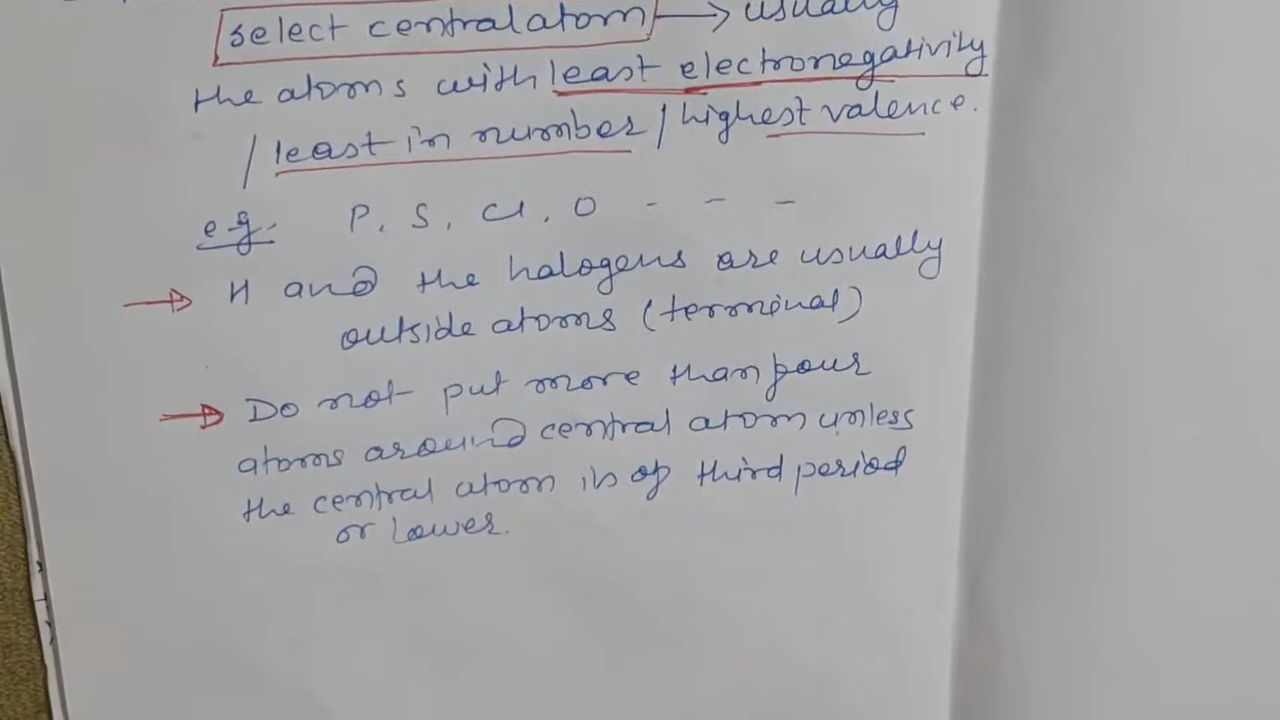 select central atom → usually
the atoms with least electronegativity
/ least in number / highest valence.
e.g. P, S, Cl, O - - -
→ H and the halogens are usually
outside atoms (terminal)
→ Do not put more than four
atoms around central atom unless
the central atom is of third period
or lower.